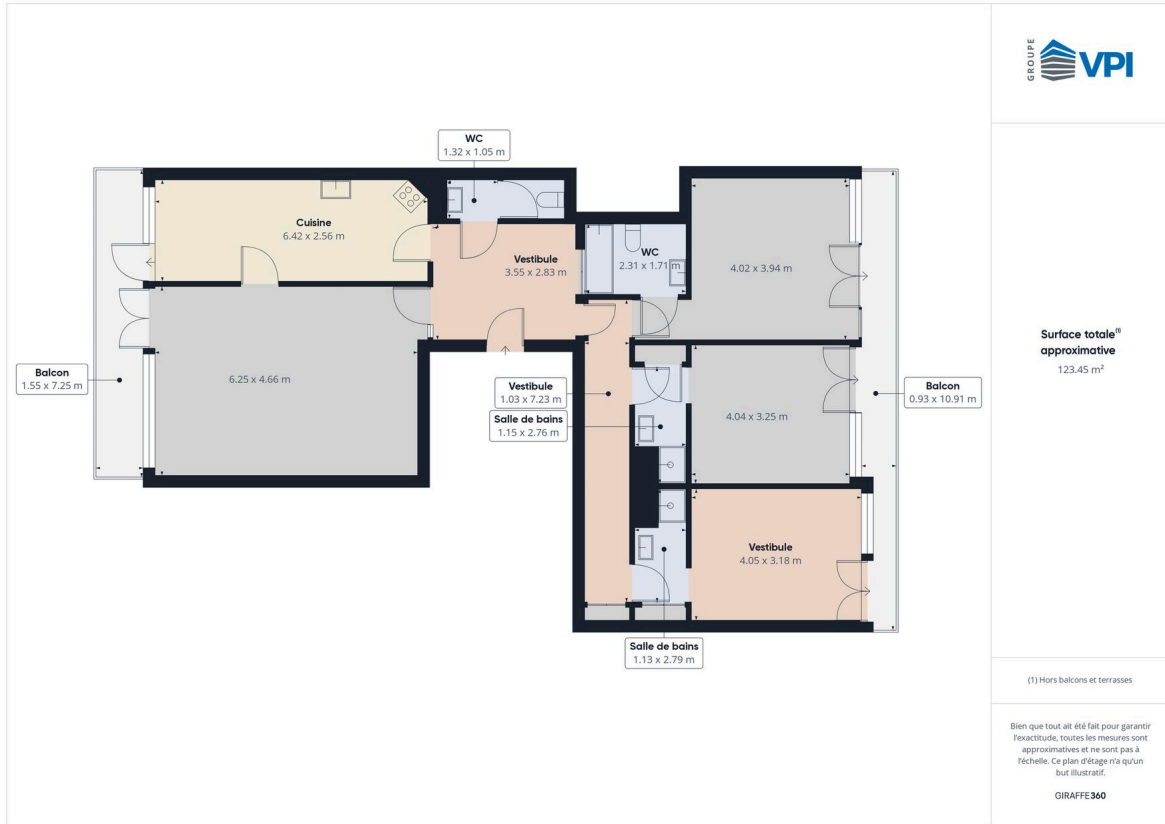 WC
1.32 x 1.05 m
Cuisine
6.42 x 2.56 m
Vestibule
3.55 x 2.83 m
WC
2.31 x 1.71 m
4.02 x 3.94 m
Balcon
1.55 x 7.25 m
6.25 x 4.66 m
Vestibule
1.03 x 7.23 m
Salle de bains
1.15 x 2.76 m
4.04 x 3.25 m
Balcon
0.93 x 10.91 m
Vestibule
4.05 x 3.18 m
Salle de bains
1.13 x 2.79 m
GROUPE
VPI
Surface totale⁽¹⁾
approximative
123.45 m²
(1) Hors balcons et terrasses
Bien que tout ait été fait pour garantir
l'exactitude, toutes les mesures sont
approximatives et ne sont pas à
l'échelle. Ce plan d'étage n'a qu'un
but illustratif.
GIRAFFE360